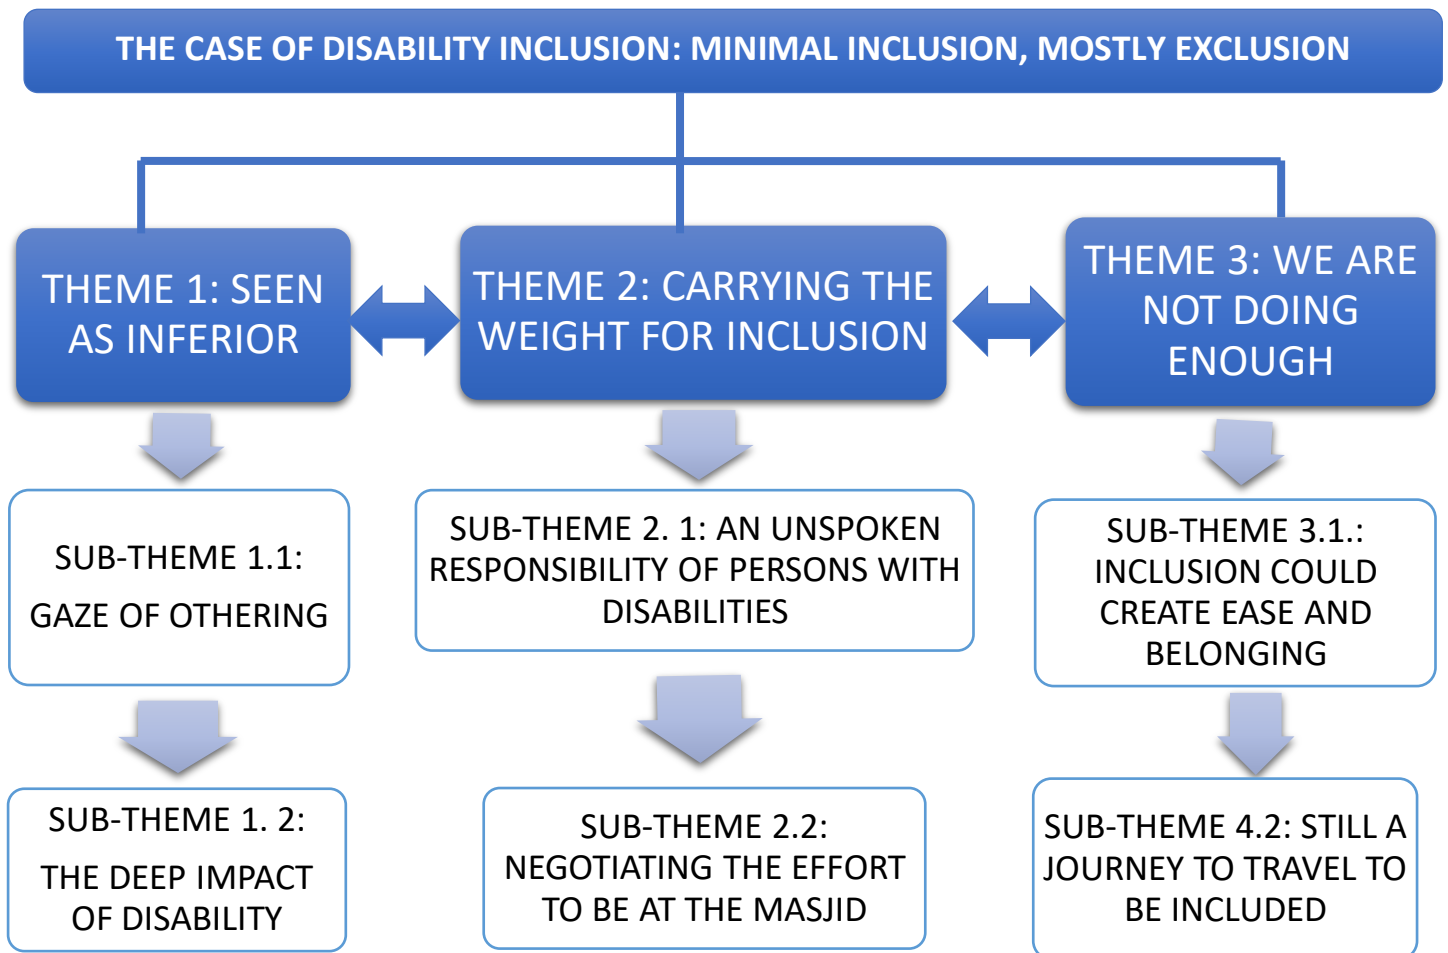 THE CASE OF DISABILITY INCLUSION: MINIMAL INCLUSION, MOSTLY EXCLUSION
THEME 1: SEEN
AS INFERIOR
THEME 2: CARRYING THE
WEIGHT FOR INCLUSION
THEME 3: WE ARE
NOT DOING
ENOUGH
SUB-THEME 1.1:
GAZE OF OTHERING
SUB-THEME 2. 1: AN UNSPOKEN
RESPONSIBILITY OF PERSONS WITH
DISABILITIES
SUB-THEME 3.1.:
INCLUSION COULD
CREATE EASE AND
BELONGING
SUB-THEME 1. 2:
THE DEEP IMPACT
OF DISABILITY
SUB-THEME 2.2:
NEGOTIATING THE EFFORT
TO BE AT THE MASJID
SUB-THEME 4.2: STILL A
JOURNEY TO TRAVEL TO
BE INCLUDED